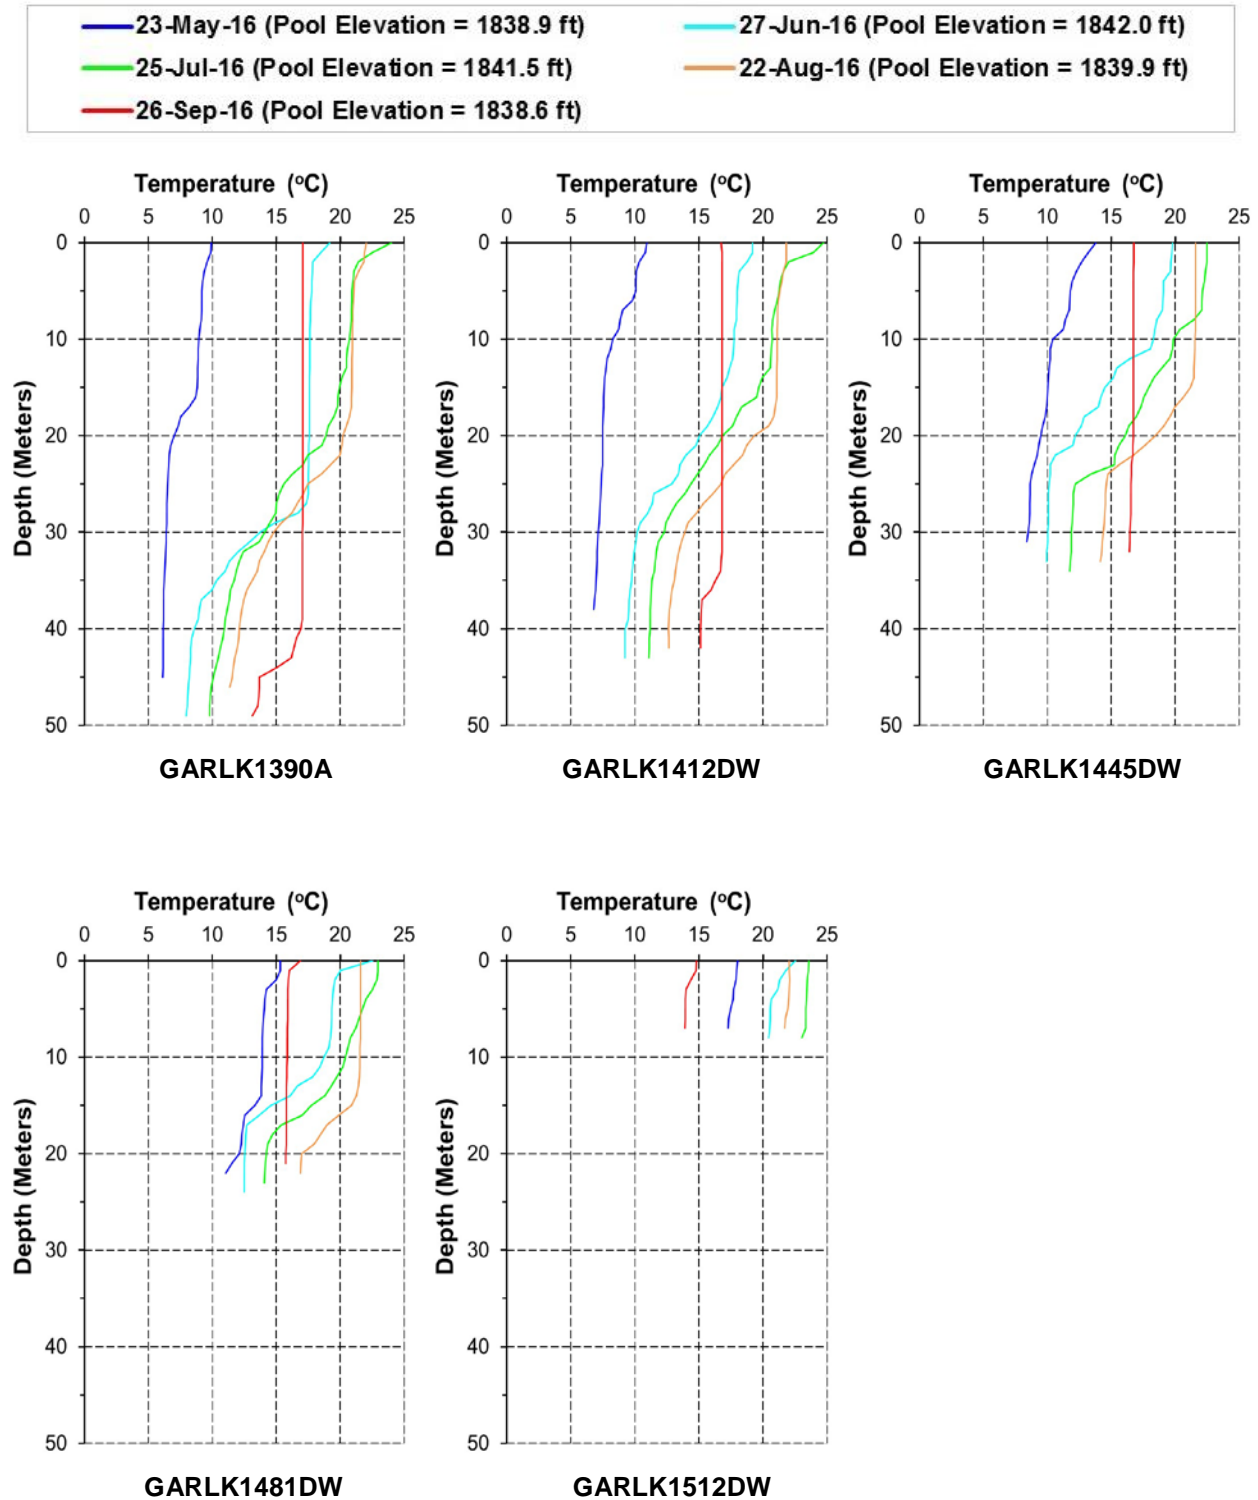 23-May-16 (Pool Elevation = 1838.9 ft) 27-Jun-16 (Pool Elevation = 1842.0 ft)
25-Jul-16 (Pool Elevation = 1841.5 ft) 22-Aug-16 (Pool Elevation = 1839.9 ft)
26-Sep-16 (Pool Elevation = 1838.6 ft)
Temperature (°C)
0 5 10 15 20 25
Depth (Meters)
0
10
20
30
40
50
GARLK1390A
Temperature (°C)
0 5 10 15 20 25
Depth (Meters)
0
10
20
30
40
50
GARLK1412DW
Temperature (°C)
0 5 10 15 20 25
Depth (Meters)
0
10
20
30
40
50
GARLK1445DW
Temperature (°C)
0 5 10 15 20 25
Depth (Meters)
0
10
20
30
40
50
GARLK1481DW
Temperature (°C)
0 5 10 15 20 25
Depth (Meters)
0
10
20
30
40
50
GARLK1512DW